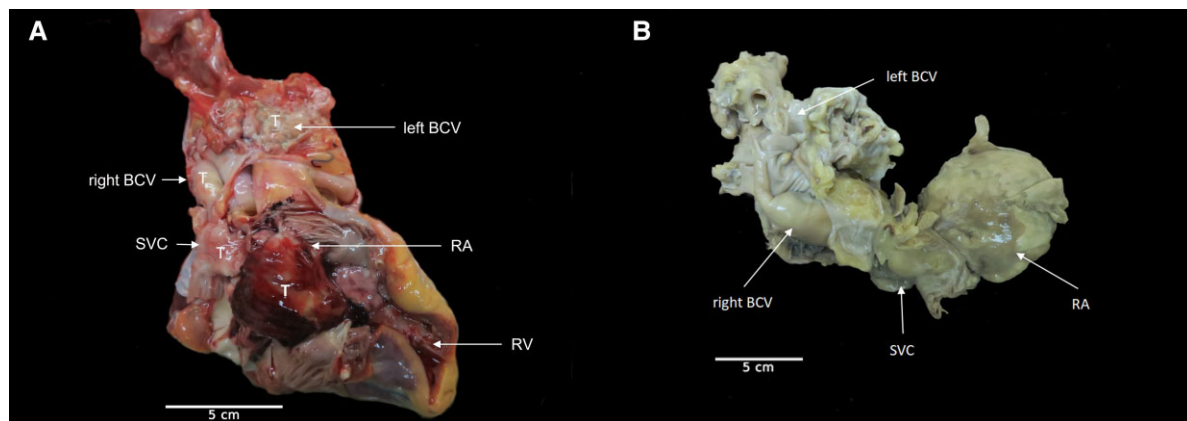 A
T
left BCV
right BCV
T
SVC
T
RA
T
RV
5 cm
B
left BCV
right BCV
RA
SVC
5 cm